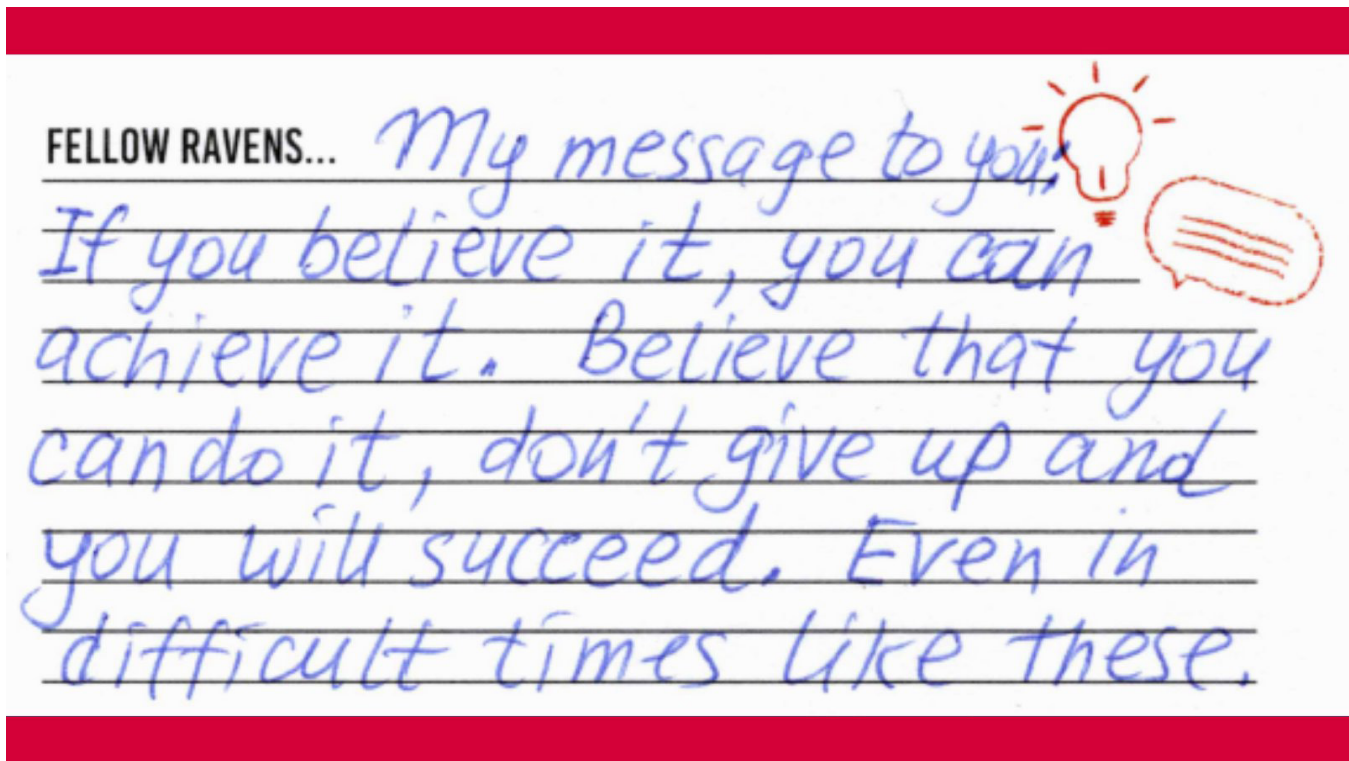 FELLOW RAVENS... My message to you:
If you believe it, you can
achieve it. Believe that you
can do it, don't give up and
you will succeed. Even in
difficult times like these.